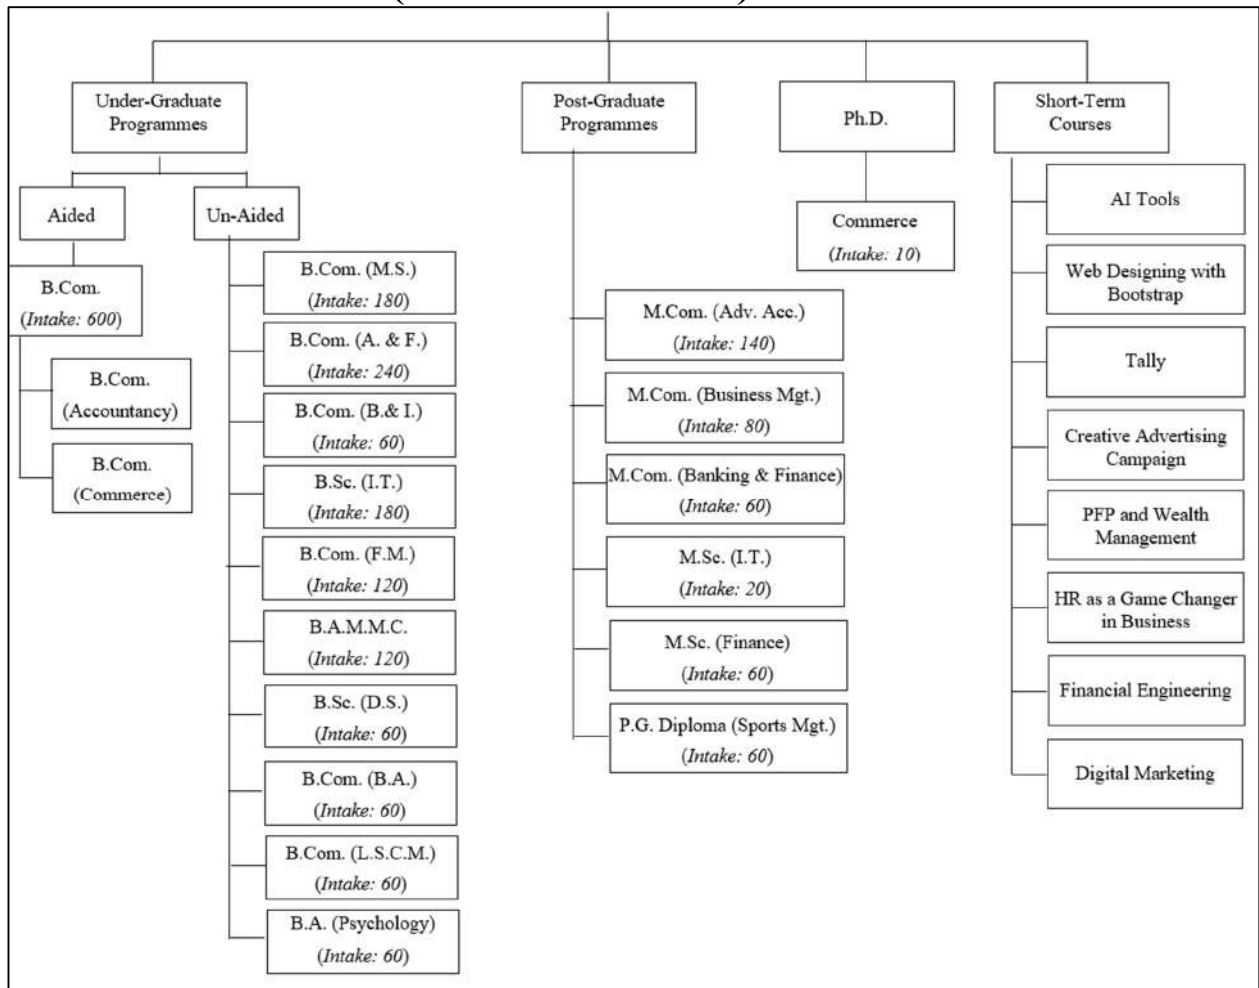 Under-Graduate
Programmes
Post-Graduate
Programmes
Ph.D.
Short-Term
Courses
Aided
Un-Aided
B.Com.
(Intake: 600)
B.Com.
(Accountancy)
B.Com.
(Commerce)
B.Com. (M.S.)
(Intake: 180)
B.Com. (A. & F.)
(Intake: 240)
B.Com. (B.& I.)
(Intake: 60)
B.Sc. (I.T.)
(Intake: 180)
B.Com. (F.M.)
(Intake: 120)
B.A.M.M.C.
(Intake: 120)
B.Sc. (D.S.)
(Intake: 60)
B.Com. (B.A.)
(Intake: 60)
B.Com. (L.S.C.M.)
(Intake: 60)
B.A. (Psychology)
(Intake: 60)
M.Com. (Adv. Acc.)
(Intake: 140)
M.Com. (Business Mgt.)
(Intake: 80)
M.Com. (Banking & Finance)
(Intake: 60)
M.Sc. (I.T.)
(Intake: 20)
M.Sc. (Finance)
(Intake: 60)
P.G. Diploma (Sports Mgt.)
(Intake: 60)
Commerce
(Intake: 10)
AI Tools
Web Designing with
Bootstrap
Tally
Creative Advertising
Campaign
PFP and Wealth
Management
HR as a Game Changer
in Business
Financial Engineering
Digital Marketing